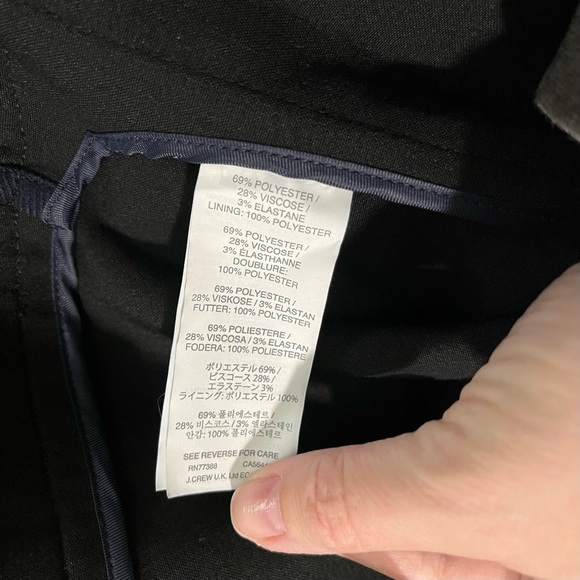 69% POLYESTER /
28% VISCOSE /
3% ELASTANE
LINING: 100% POLYESTER
69% POLYESTER /
28% VISCOSE /
3% ÉLASTHANNE
DOUBLURE:
100% POLYESTER
69% POLYESTER /
28% VISKOSE / 3% ELASTAN
FUTTER: 100% POLYESTER
69% POLIESTERE /
28% VISCOSA / 3% ELASTAN
FODERA: 100% POLIESTERE
ポリエステル 69% /
ビスコース 28% /
エラステーン 3%
ライニング: ポリエステル 100%
69% 폴리에스테르 /
28% 비스코스 / 3% 엘라스테인
안감: 100% 폴리에스테르
SEE REVERSE FOR CARE
RN77388
J.CREW U.K. Ltd